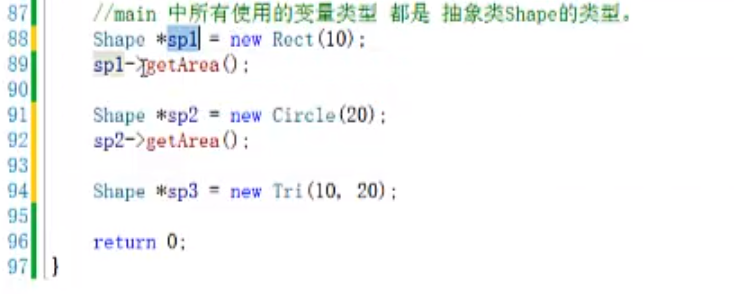 87 //main 中所有使用的变量类型 都是 抽象类Shape的类型。
88 Shape *sp1 = new Rect(10);
89 sp1->getArea();
90
91 Shape *sp2 = new Circle(20);
92 sp2->getArea();
93
94 Shape *sp3 = new Tri(10, 20);
95
96 return 0;
97 }